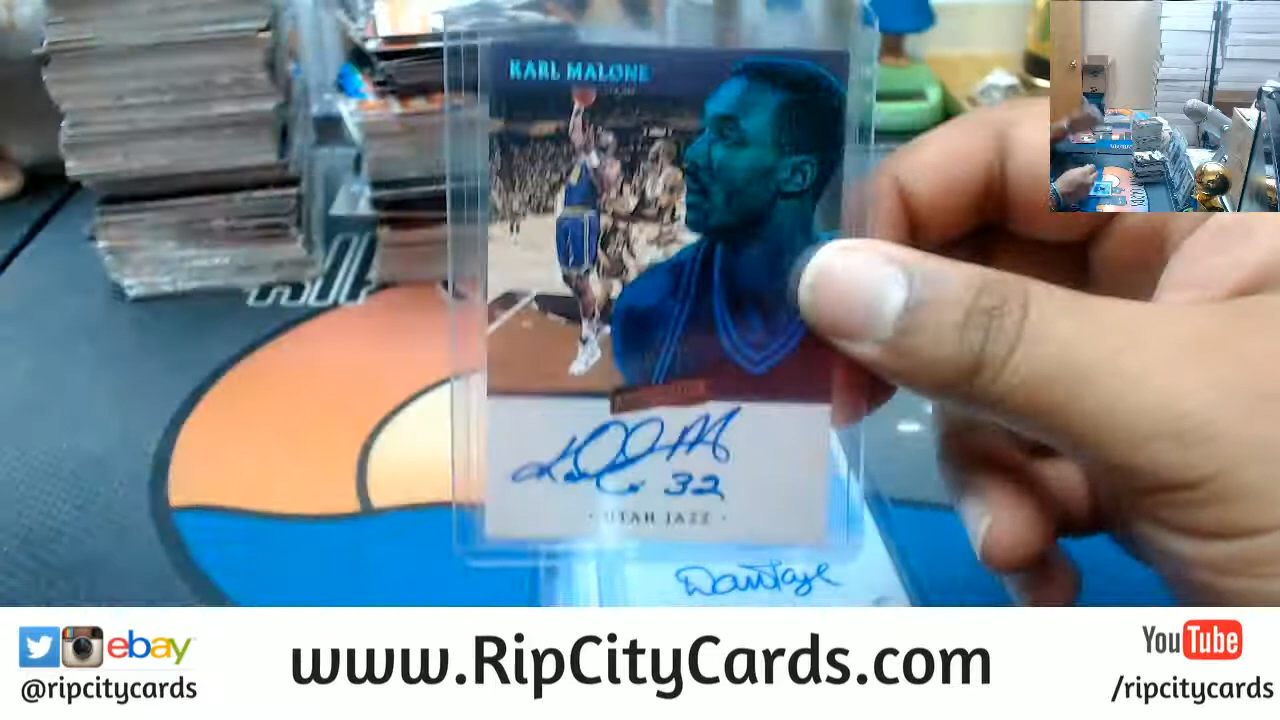 KARL MALONE
32
UTAH JAZZ
ebay
@ripcitycards
www.RipCityCards.com
YouTube
/ripcitycards